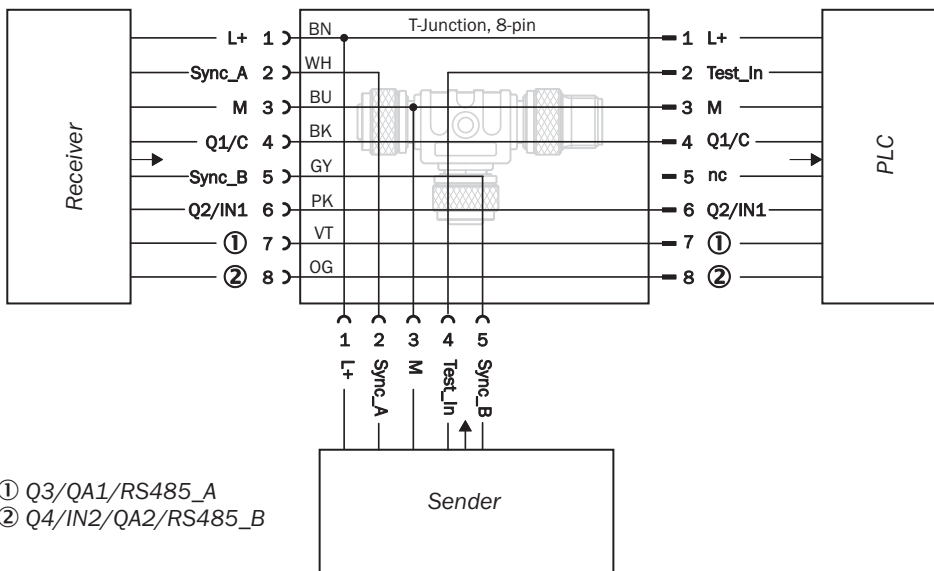 T-Junction, 8-pin
L+ 1 BN 1 L+
Sync_A 2 WH 2 Test_In
M 3 BU 3 M
Q1/C 4 BK 4 Q1/C
Sync_B 5 GY 5 nc
Q2/IN1 6 PK 6 Q2/IN1
① 7 VT 7 ①
② 8 OG 8 ②
Receiver
PLC
1 2 3 4 5
L+ Sync_A M Test_In Sync_B
Sender
① Q3/QA1/RS485_A
② Q4/IN2/QA2/RS485_B